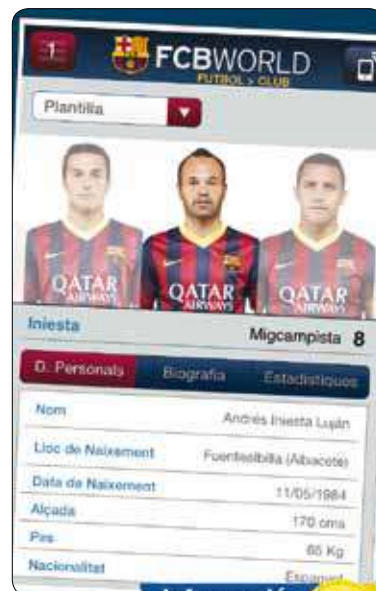 1
FCBWORLD
FUTBOL > CLUB
Plantilla
QATAR AIRWAYS
QATAR AIRWAYS
QATAR AIRWAYS
Iniesta
Migcampista 8
D. Personals
Biografia
Estadístiques
Nom Andrés Iniesta Luján
Lloc de Naixement Fuentealbilla (Albacete)
Data de Naixement 11/05/1984
Alçada 170 cms
Pes 65 Kg
Nacionalitat Espanyol